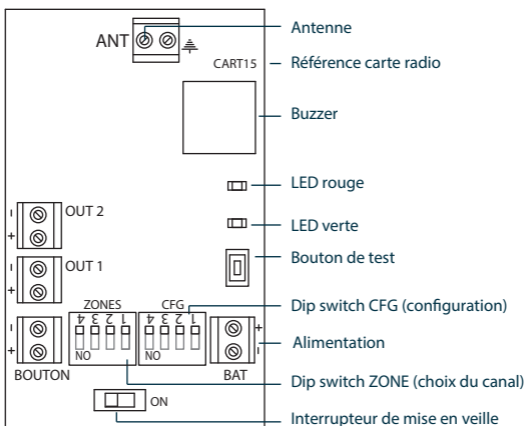 ANT
Antenne
CART15
Référence carte radio
Buzzer
LED rouge
- OUT 2
+
LED verte
Bouton de test
- OUT 1
+
ZONES
CFG
Dip switch CFG (configuration)
4 3 2 1
4 3 2 1
NO
NO
-
+
+
-
Alimentation
BOUTON
BAT
Dip switch ZONE (choix du canal)
ON
Interrupteur de mise en veille